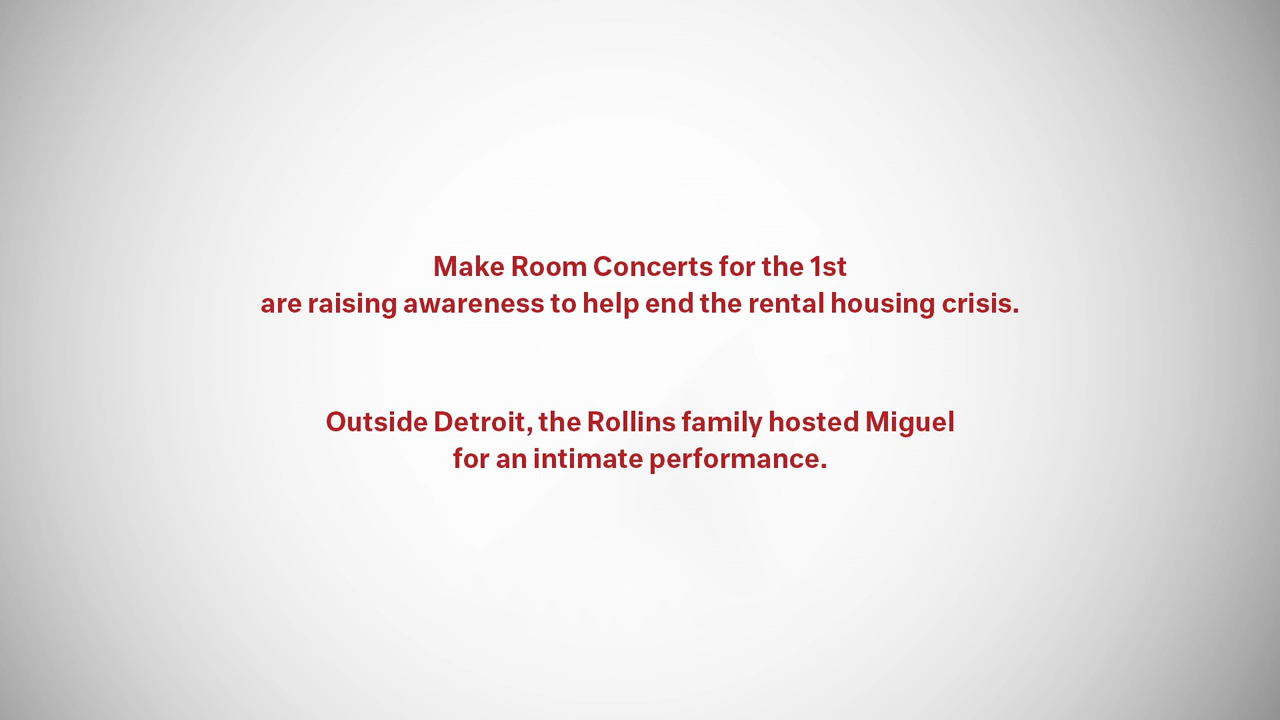 Make Room Concerts for the 1st
are raising awareness to help end the rental housing crisis.
Outside Detroit, the Rollins family hosted Miguel
for an intimate performance.